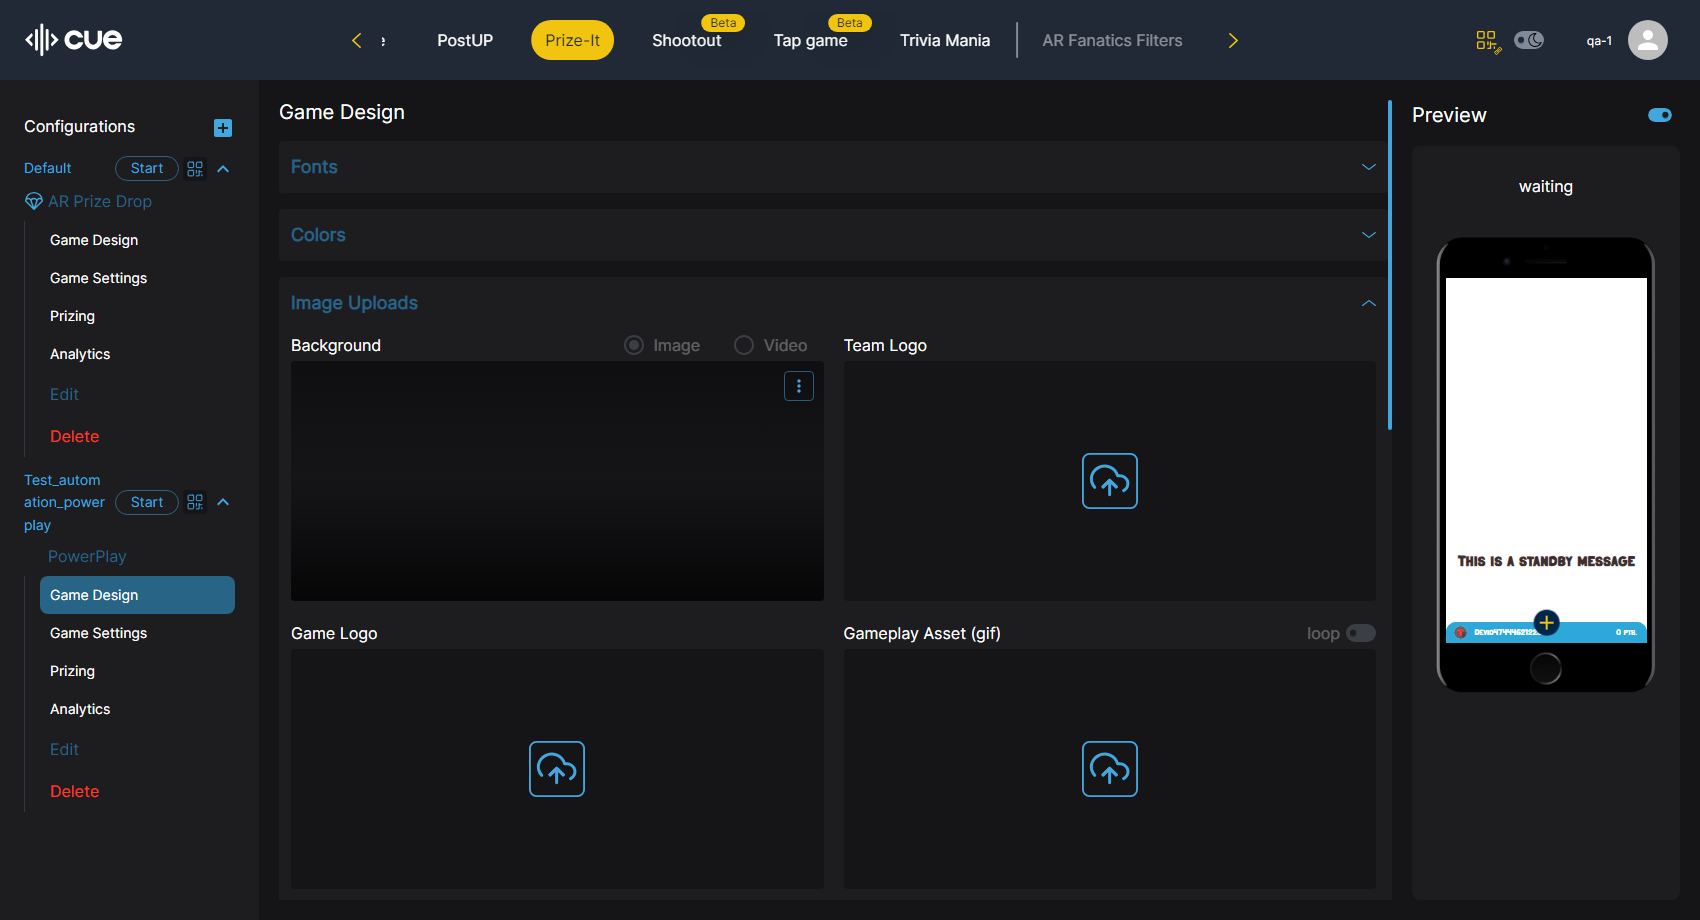 cue
e
PostUP
Prize-It
Shootout
Beta
Tap game
Beta
Trivia Mania
AR Fanatics Filters
qa-1
Configurations
Default
Start
AR Prize Drop
Game Design
Game Settings
Prizing
Analytics
Edit
Delete
Test_autom
ation_power
play
Start
PowerPlay
Game Design
Game Settings
Prizing
Analytics
Edit
Delete
Game Design
Fonts
Colors
Image Uploads
Background
Image
Video
Team Logo
Game Logo
Gameplay Asset (gif)
loop
Preview
waiting
This is a standby message
0 pts.